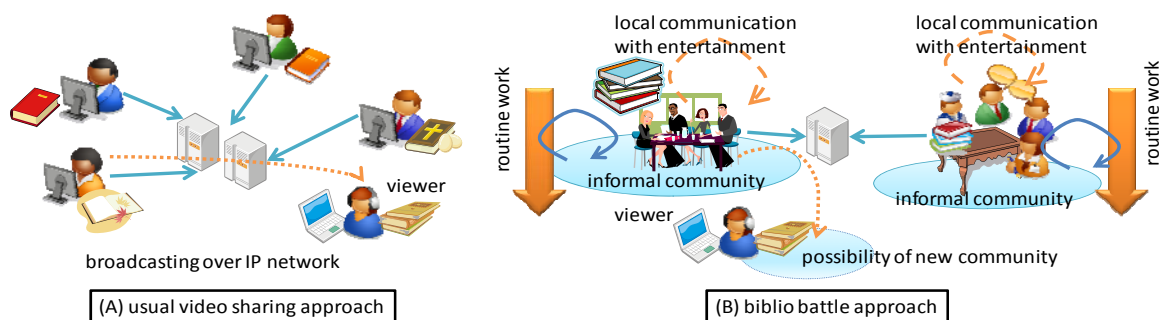 viewer
broadcasting over IP network
(A) usual video sharing approach
local communication
with entertainment
routine work
informal community
viewer
possibility of new community
local communication
with entertainment
routine work
informal community
(B) biblio battle approach